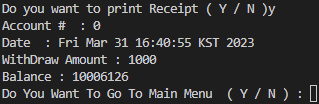 Do you want to print Receipt ( Y / N )y
Account #  : 0
Date  : Fri Mar 31 16:40:55 KST 2023
WithDraw Amount : 1000
Balance : 10006126
Do You Want To Go To Main Menu  ( Y / N ) :